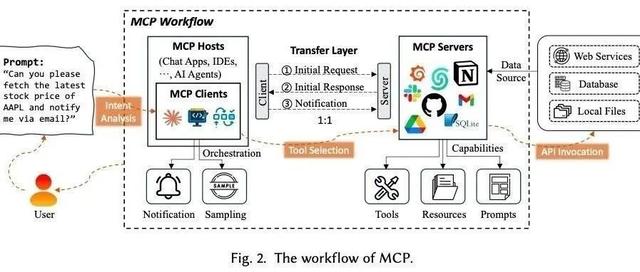 MCP Workflow
Prompt:
"Can you please
fetch the latest
stock price of
AAPL and notify
me via email?"
Intent
Analysis
User
MCP Hosts
(Chat Apps, IDEs,
…, AI Agents)
MCP Clients
Orchestration
Notification
Sampling
SAMPLE
Transfer Layer
Client
① Initial Request
② Initial Response
③ Notification
1:1
Server
Tool Selection
MCP Servers
SQLite
Capabilities
Tools
Resources
Prompts
Data
Source
API Invocation
Web Services
Database
Local Files
Fig. 2. The workflow of MCP.